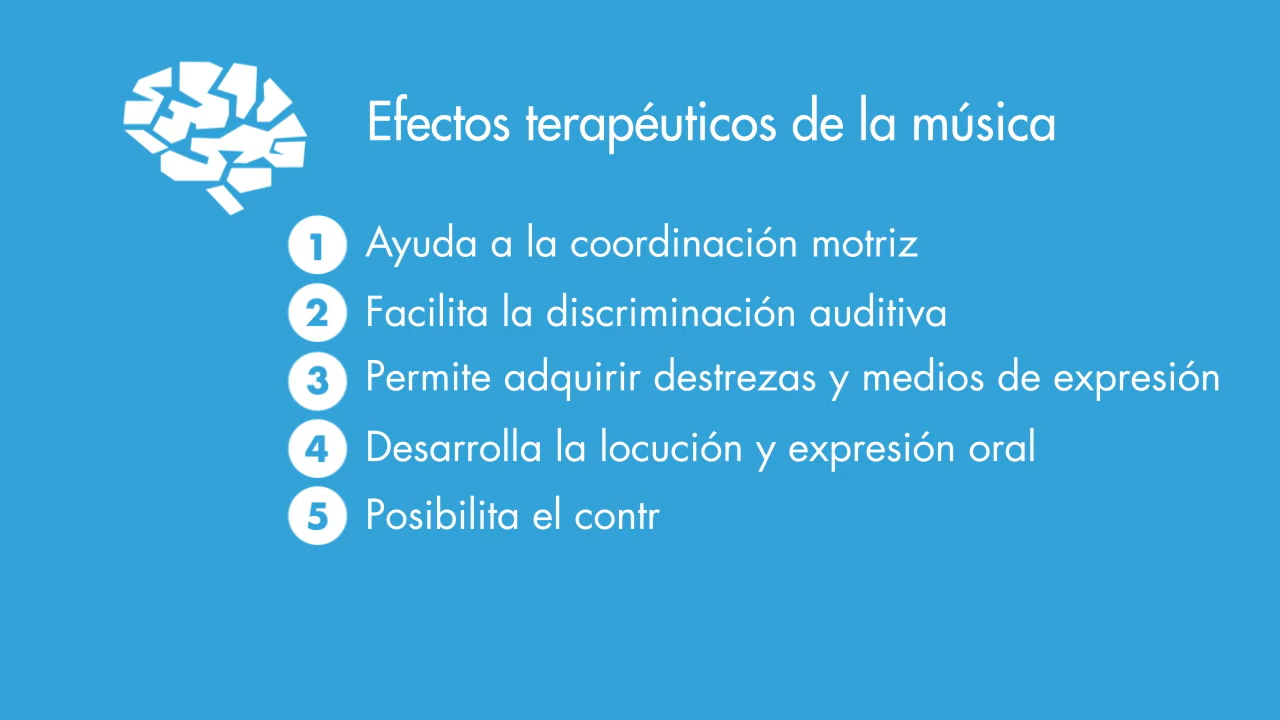 Efectos terapéuticos de la música
1 Ayuda a la coordinación motriz
2 Facilita la discriminación auditiva
3 Permite adquirir destrezas y medios de expresión
4 Desarrolla la locución y expresión oral
5 Posibilita el contr